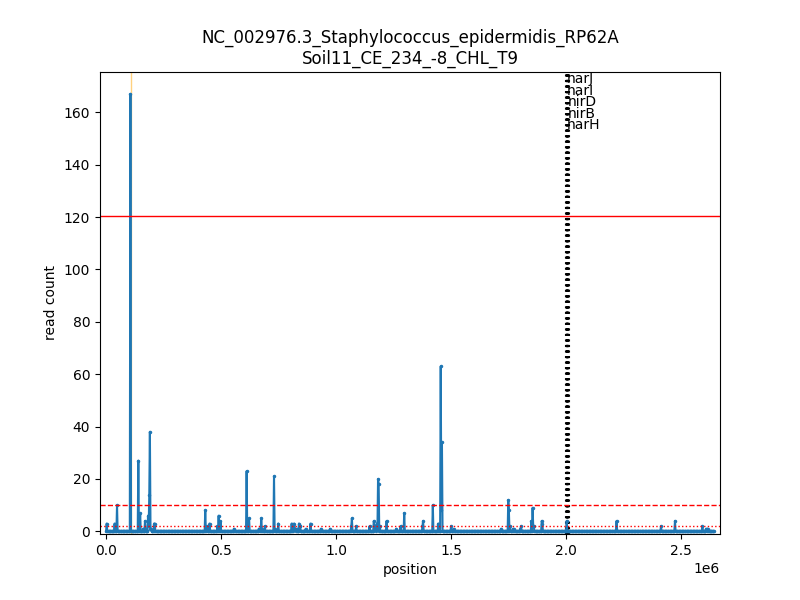 NC_002976.3_Staphylococcus_epidermidis_RP62A
Soil11_CE_234_-8_CHL_T9
narJ
narI
nirD
nirB
narH
160
140
120
100
80
60
40
20
0
read count
0.0
0.5
1.0
1.5
2.0
2.5
1e6
position